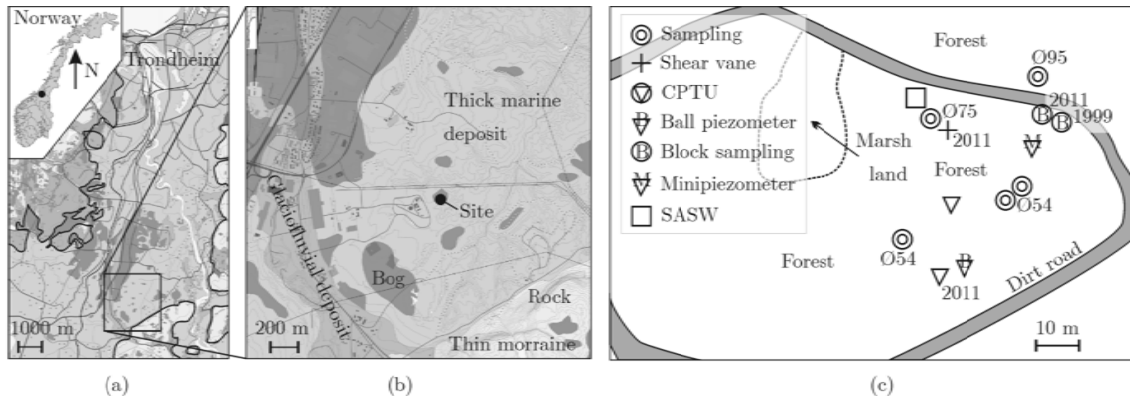 Norway
N
Trondheim
1000 m
(a)
Thick marine
deposit
Site
Glaciofluvial deposit
Bog
Rock
200 m
Thin morraine
(b)
Sampling
Shear vane
CPTU
B Ball piezometer
B Block sampling
M Minipiezometer
SASW
Forest
Ø95
2011
B
B 1999
Ø75
2011
Marsh
land
Forest
M
Ø54
Ø54
Forest
B
2011
Dirt road
10 m
(c)